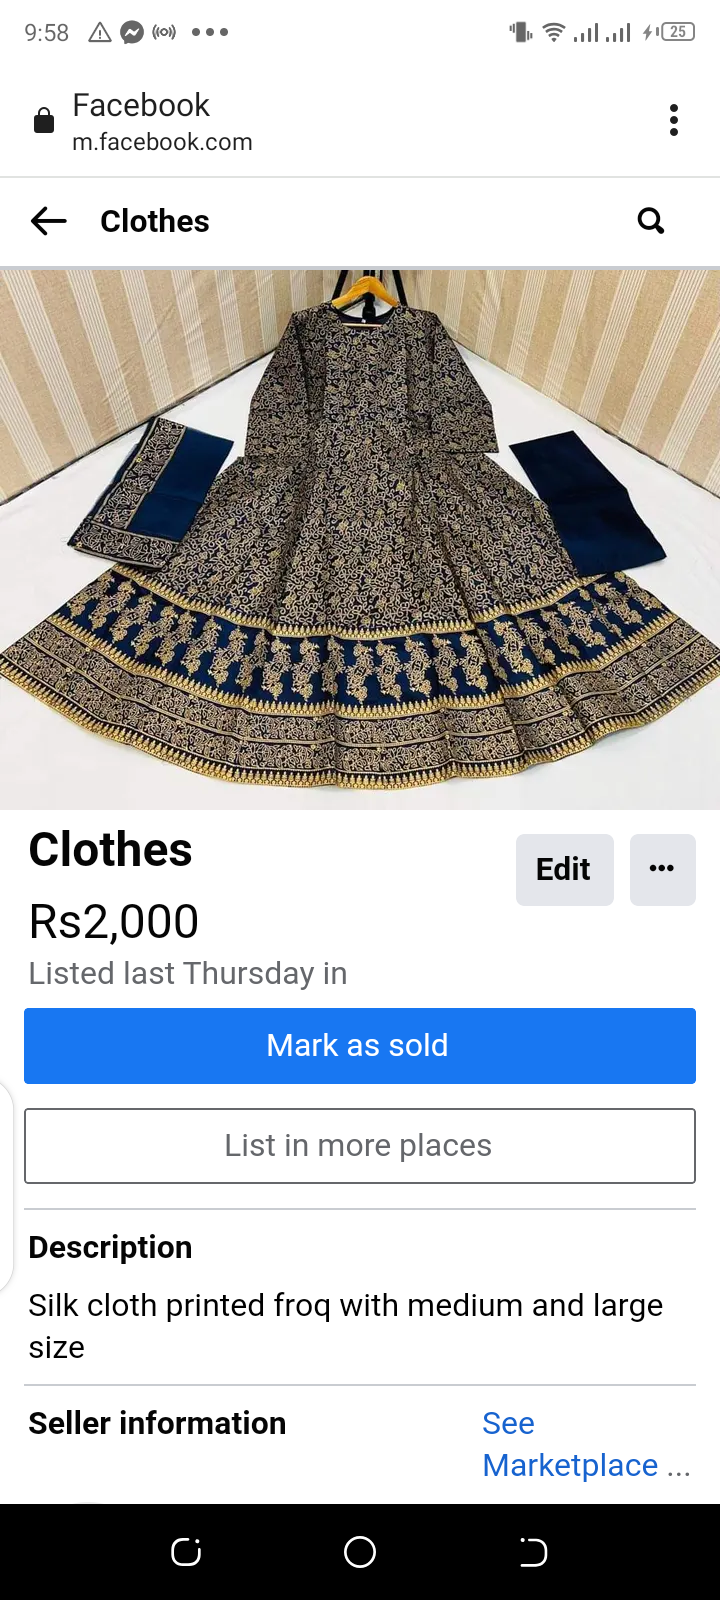 9:58
25
Facebook
m.facebook.com
Clothes
Clothes
Edit
Rs2,000
Listed last Thursday in
Mark as sold
List in more places
Description
Silk cloth printed froq with medium and large
size
Seller information
See
Marketplace ...